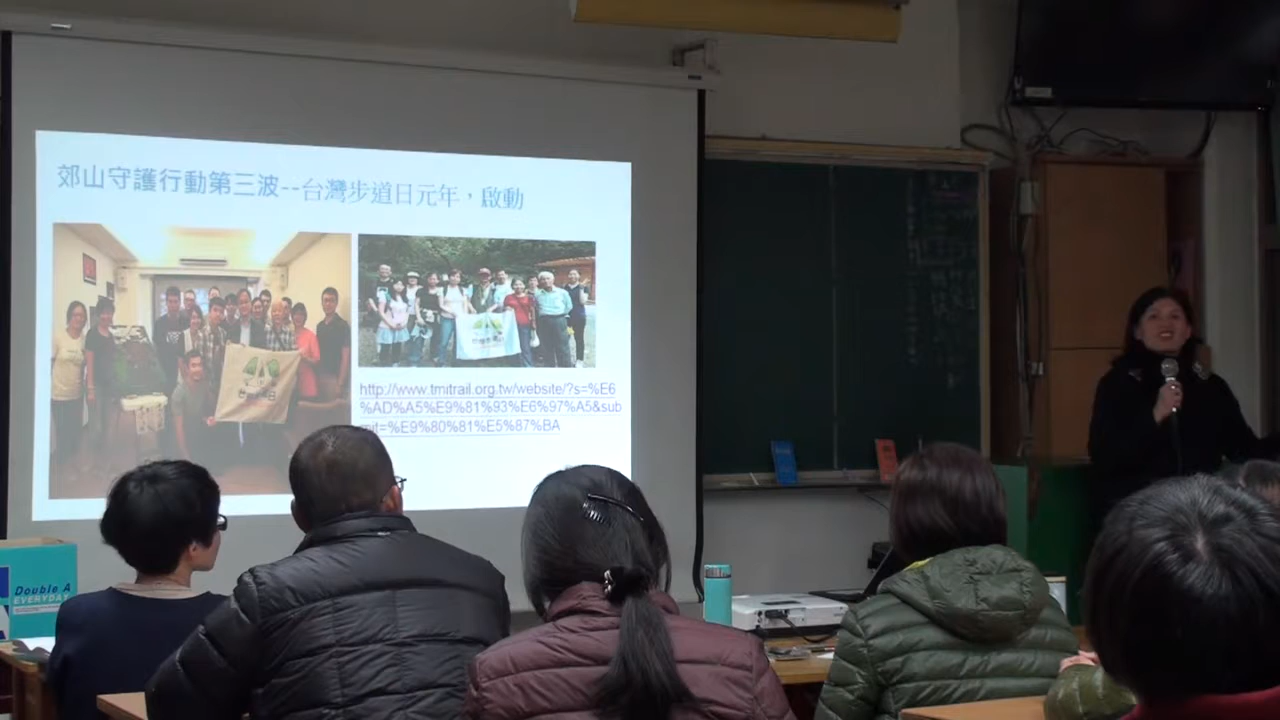 郊山守護行動第三波--台灣步道日元年，啟動
http://www.tmitrail.org.tw/website/?s=%E6
%AD%A5%E9%81%93%E6%97%A5&sub
mit=%E9%80%81%E5%87%BA
Double A
EVERYDAY